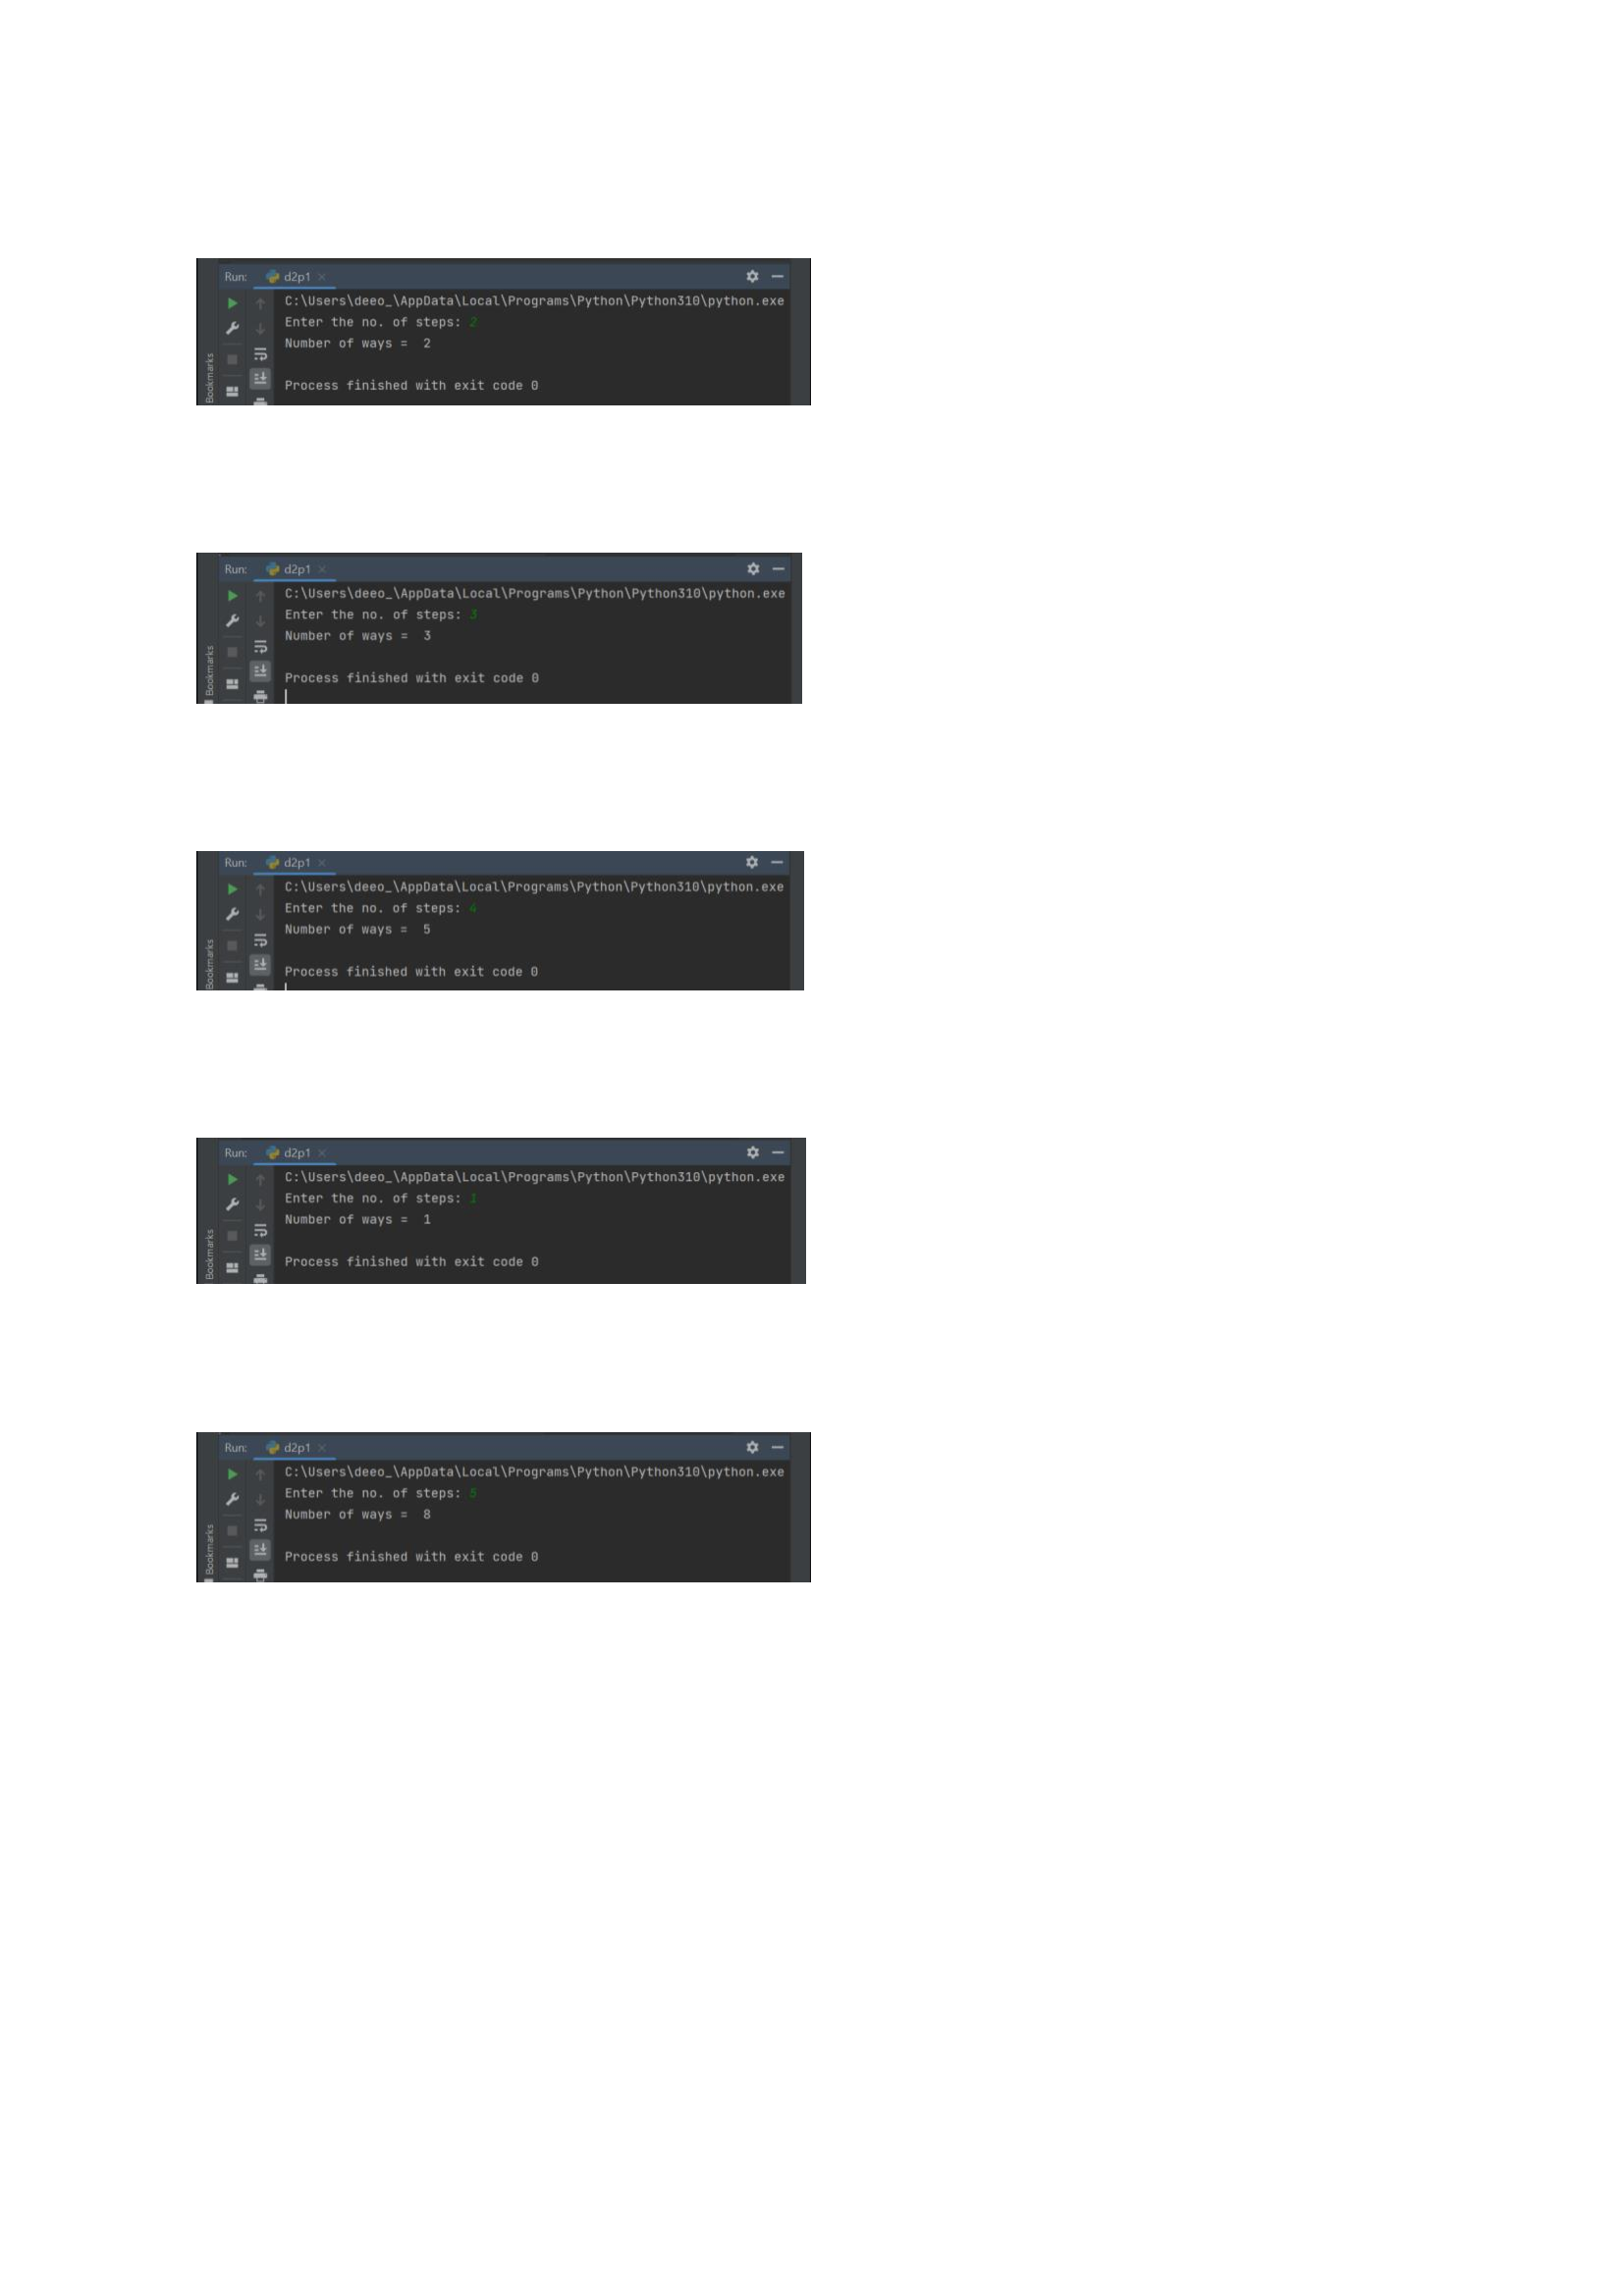 Run: d2p1
C:\Users\deeo_\AppData\Local\Programs\Python\Python310\python.exe
Enter the no. of steps: 2
Number of ways =  2
Process finished with exit code 0
Bookmarks
Run: d2p1
C:\Users\deeo_\AppData\Local\Programs\Python\Python310\python.exe
Enter the no. of steps: 3
Number of ways =  3
Process finished with exit code 0
Bookmarks
Run: d2p1
C:\Users\deeo_\AppData\Local\Programs\Python\Python310\python.exe
Enter the no. of steps: 4
Number of ways =  5
Process finished with exit code 0
Bookmarks
Run: d2p1
C:\Users\deeo_\AppData\Local\Programs\Python\Python310\python.exe
Enter the no. of steps: 1
Number of ways =  1
Process finished with exit code 0
Bookmarks
Run: d2p1
C:\Users\deeo_\AppData\Local\Programs\Python\Python310\python.exe
Enter the no. of steps: 5
Number of ways =  8
Process finished with exit code 0
Bookmarks